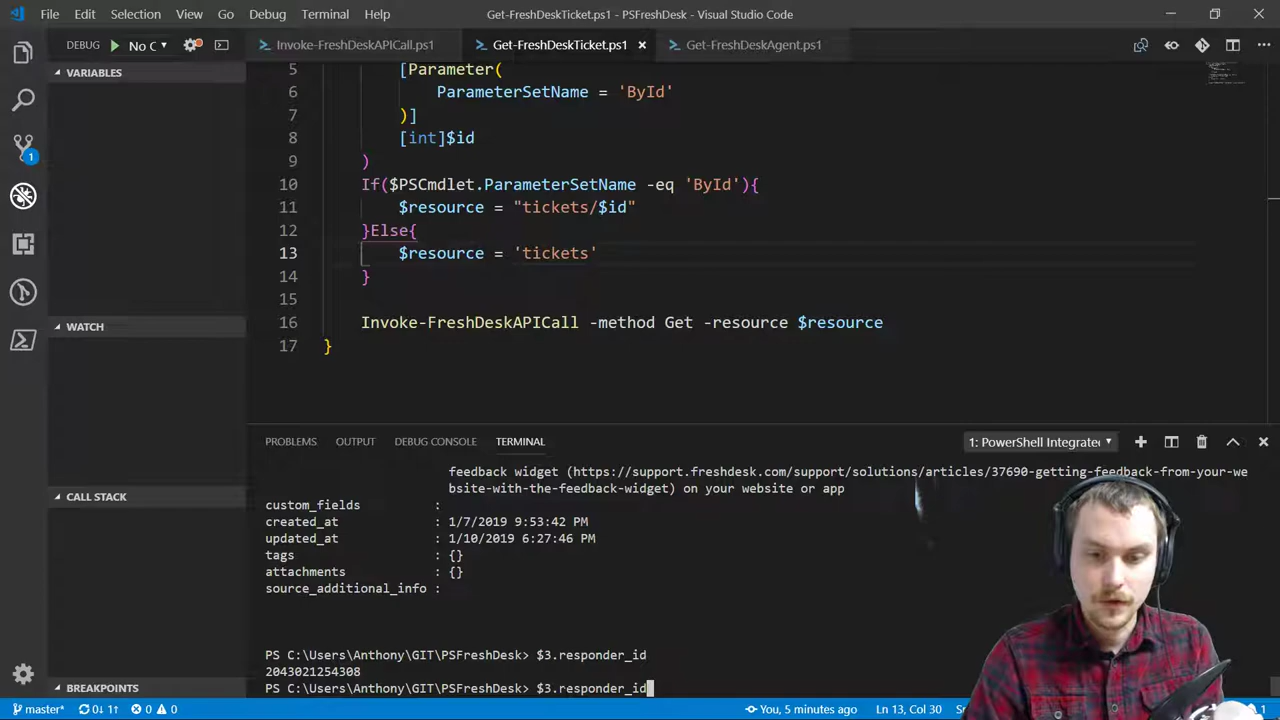 File Edit Selection View Go Debug Terminal Help
Get-FreshDeskTicket.ps1 - PSFreshDesk - Visual Studio Code
DEBUG No C
Invoke-FreshDeskAPICall.ps1
Get-FreshDeskTicket.ps1
Get-FreshDeskAgent.ps1
VARIABLES
WATCH
CALL STACK
BREAKPOINTS
5 [Parameter(
6 ParameterSetName = 'ById'
7 )]
8 [int]$id
9 )
10 If($PSCmdlet.ParameterSetName -eq 'ById'){
11 $resource = "tickets/$id"
12 }Else{
13 $resource = 'tickets'
14 }
15
16 Invoke-FreshDeskAPICall -method Get -resource $resource
17 }
PROBLEMS OUTPUT DEBUG CONSOLE TERMINAL
1: PowerShell Integrate
feedback widget (https://support.freshdesk.com/support/solutions/articles/37690-getting-feedback-from-your-we
bsite-with-the-feedback-widget) on your website or app
custom_fields :
created_at : 1/7/2019 9:53:42 PM
updated_at : 1/10/2019 6:27:46 PM
tags : {}
attachments : {}
source_additional_info :
PS C:\Users\Anthony\GIT\PSFreshDesk> $3.responder_id
2043021254308
PS C:\Users\Anthony\GIT\PSFreshDesk> $3.responder_id
1
master* 0↓ 1↑ 0 0
You, 5 minutes ago
Ln 13, Col 30
1